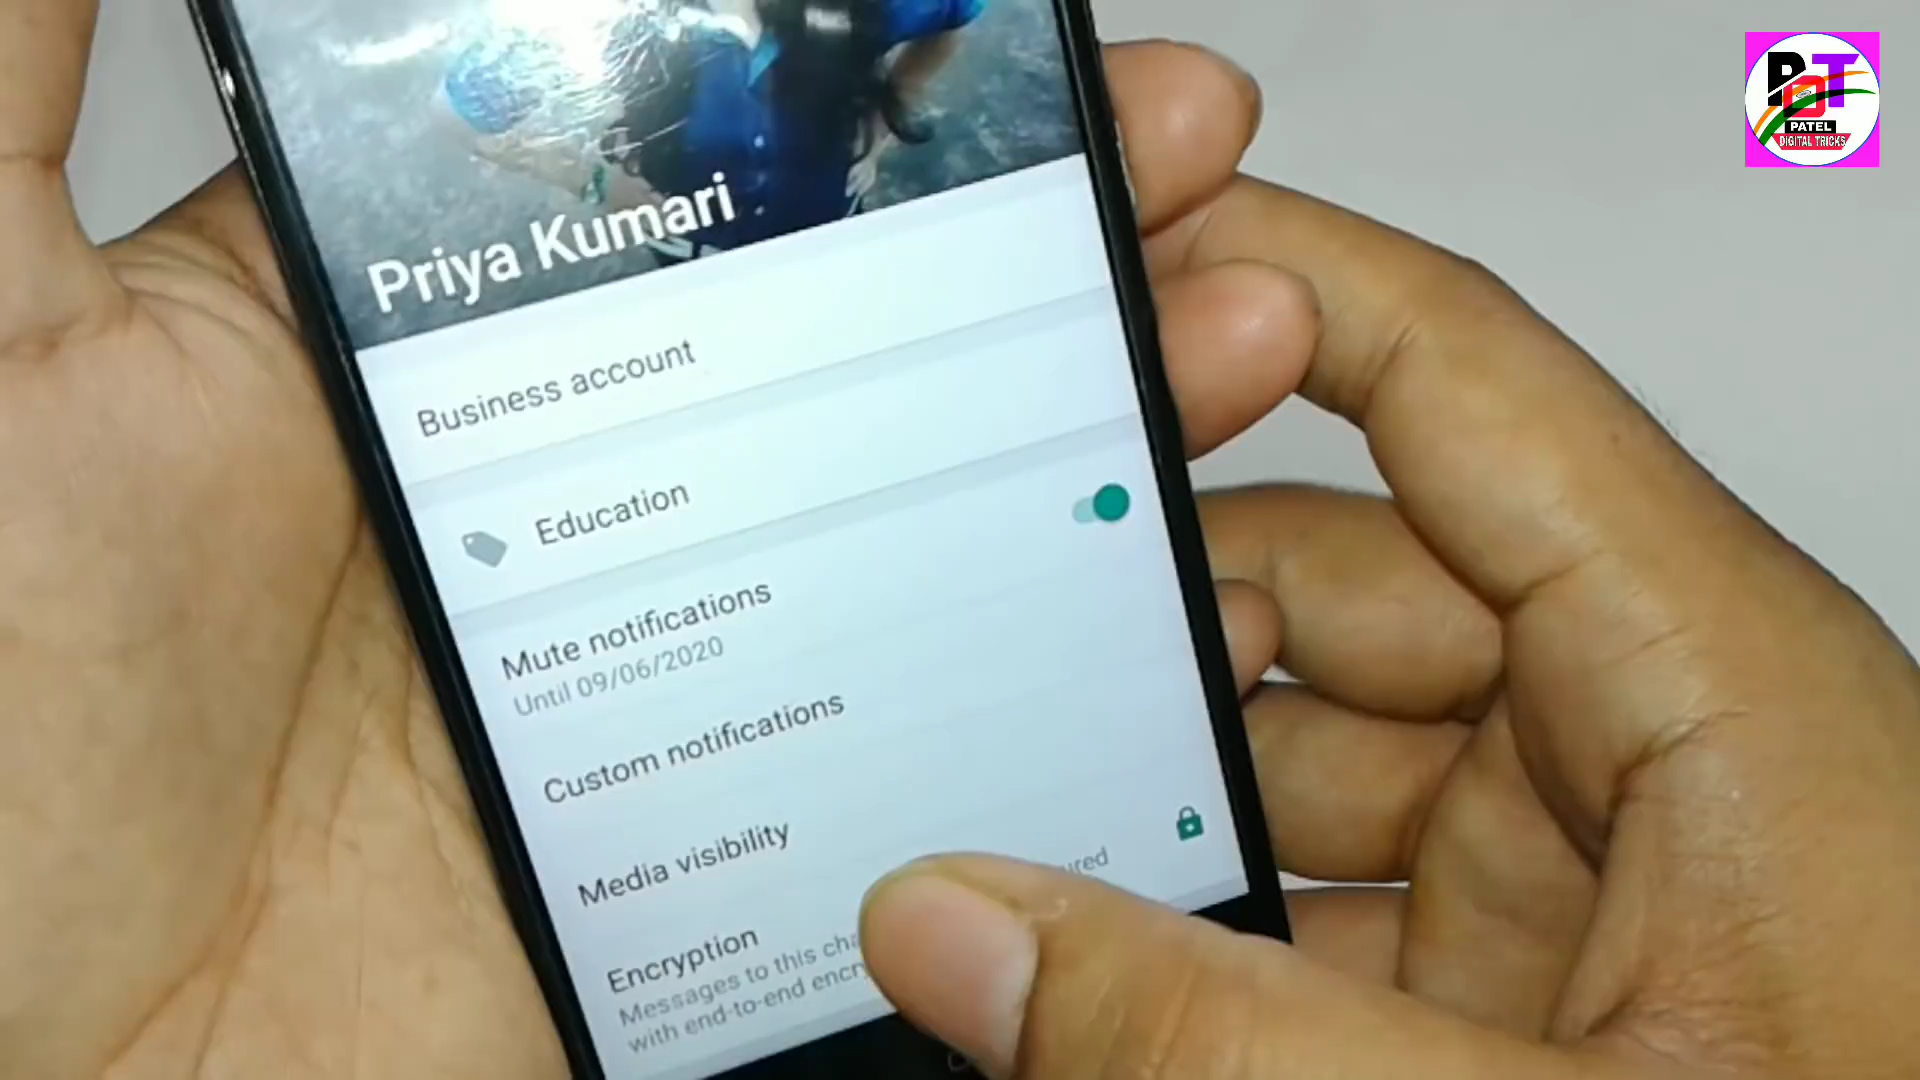 PDT
PATEL
DIGITAL TRICKS
Priya Kumari
Business account
Education
Mute notifications
Until 09/06/2020
Custom notifications
Media visibility
Encryption
Messages to this
with end-to-end